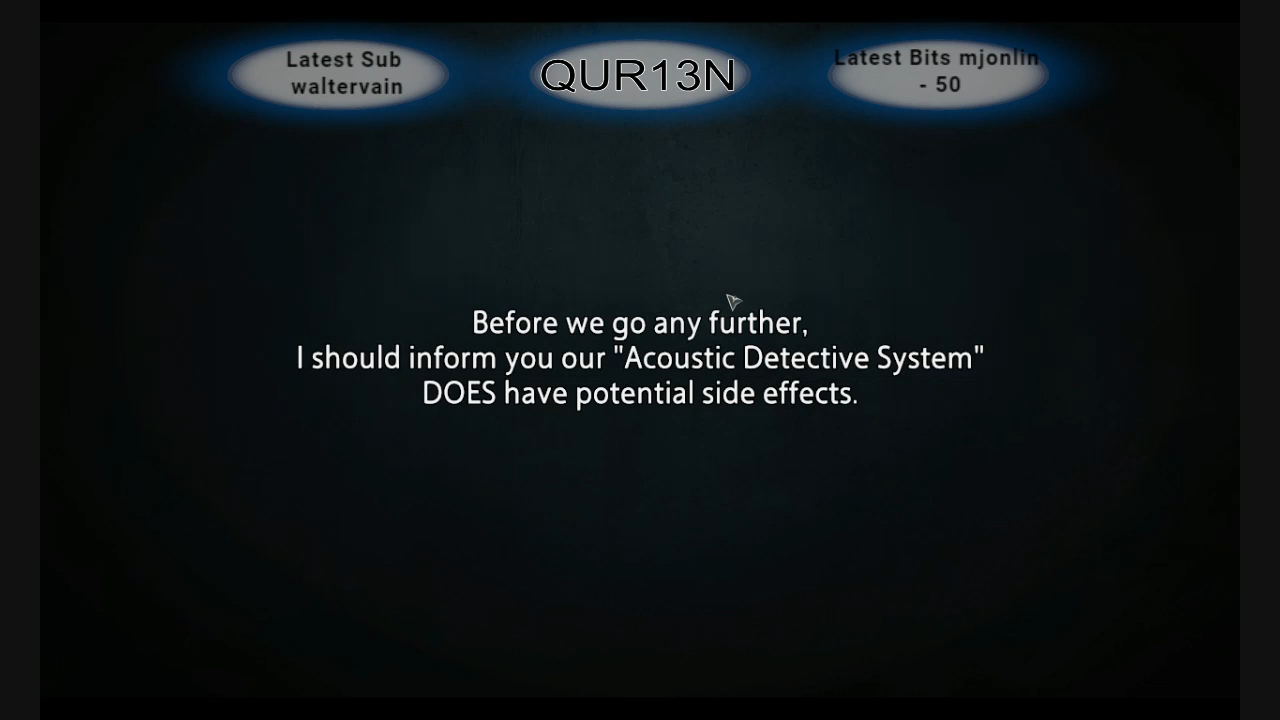 Latest Sub
waltervain
QUR13N
Latest Bits mjonlin
- 50
Before we go any further,
I should inform you our "Acoustic Detective System"
DOES have potential side effects.